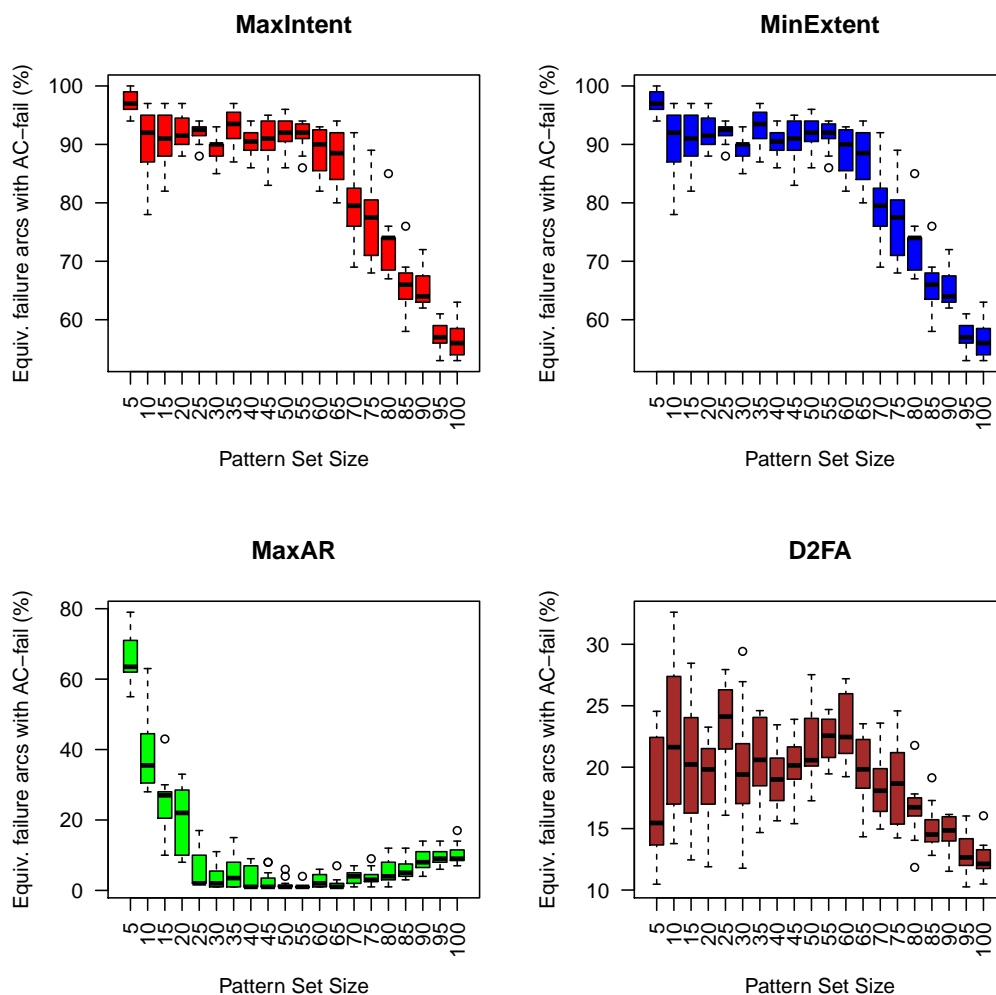 MaxIntent
Equiv. failure arcs with AC−fail (%)
100
90
80
70
60
5 10 15 20 25 30 35 40 45 50 55 60 65 70 75 80 85 90 95 100
Pattern Set Size
MinExtent
Equiv. failure arcs with AC−fail (%)
100
90
80
70
60
5 10 15 20 25 30 35 40 45 50 55 60 65 70 75 80 85 90 95 100
Pattern Set Size
MaxAR
Equiv. failure arcs with AC−fail (%)
80
60
40
20
0
5 10 15 20 25 30 35 40 45 50 55 60 65 70 75 80 85 90 95 100
Pattern Set Size
D2FA
Equiv. failure arcs with AC−fail (%)
30
25
20
15
10
5 10 15 20 25 30 35 40 45 50 55 60 65 70 75 80 85 90 95 100
Pattern Set Size